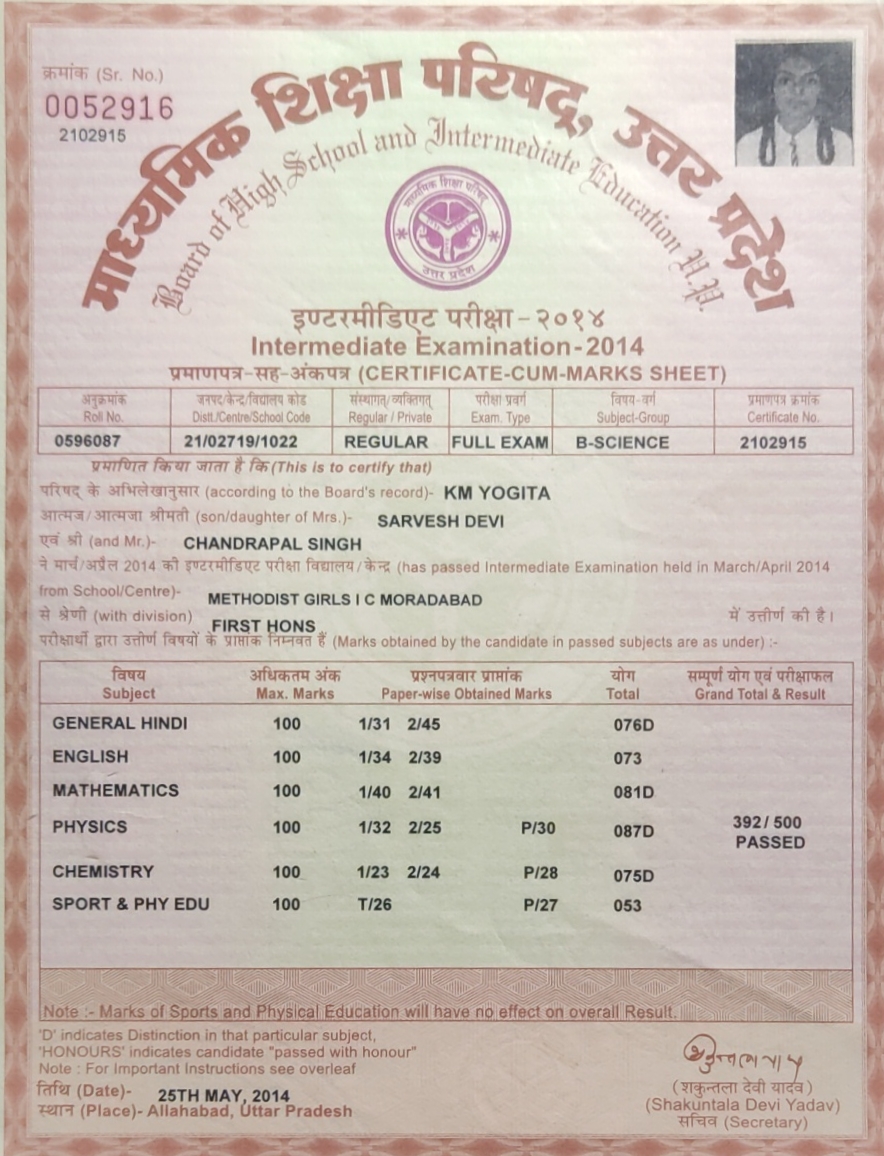 क्रमांक (Sr. No.)
0052916
2102915
माध्यमिक शिक्षा परिषद्, उत्तर प्रदेश
Board of High School and Intermediate Education U.P.
माध्यमिक शिक्षा परिषद्
उत्तर प्रदेश
इण्टरमीडिएट परीक्षा - २०१४
Intermediate Examination - 2014
प्रमाणपत्र-सह-अंकपत्र (CERTIFICATE-CUM-MARKS SHEET)
अनुक्रमांक जनपद/केन्द्र/विद्यालय कोड संस्थागत्/व्यक्तिगत् परीक्षा प्रवर्ग विषय-वर्ग प्रमाणपत्र क्रमांक
Roll No. Distt./Centre/School Code Regular / Private Exam. Type Subject-Group Certificate No.
0596087 21/02719/1022 REGULAR FULL EXAM B-SCIENCE 2102915
प्रमाणित किया जाता है कि (This is to certify that)
परिषद् के अभिलेखानुसार (according to the Board's record)- KM YOGITA
आत्मज/आत्मजा श्रीमती (son/daughter of Mrs.)- SARVESH DEVI
एवं श्री (and Mr.)- CHANDRAPAL SINGH
ने मार्च/अप्रैल 2014 की इण्टरमीडिएट परीक्षा विद्यालय/केन्द्र (has passed Intermediate Examination held in March/April 2014
from School/Centre)- METHODIST GIRLS I C MORADABAD
से श्रेणी (with division) FIRST HONS में उत्तीर्ण की है।
परीक्षार्थी द्वारा उत्तीर्ण विषयों के प्राप्तांक निम्नवत हैं (Marks obtained by the candidate in passed subjects are as under) :-
विषय अधिकतम अंक प्रश्नपत्रवार प्राप्तांक योग सम्पूर्ण योग एवं परीक्षाफल
Subject Max. Marks Paper-wise Obtained Marks Total Grand Total & Result
GENERAL HINDI 100 1/31 2/45 076D
ENGLISH 100 1/34 2/39 073
MATHEMATICS 100 1/40 2/41 081D
PHYSICS 100 1/32 2/25 P/30 087D 392/ 500
PASSED
CHEMISTRY 100 1/23 2/24 P/28 075D
SPORT & PHY EDU 100 T/26 P/27 053
Note :- Marks of Sports and Physical Education will have no effect on overall Result.
'D' indicates Distinction in that particular subject,
'HONOURS' indicates candidate "passed with honour"
Note : For Important Instructions see overleaf
तिथि (Date)- 25TH MAY, 2014
स्थान (Place)- Allahabad, Uttar Pradesh
(शकुन्तला देवी यादव)
(Shakuntala Devi Yadav)
सचिव (Secretary)